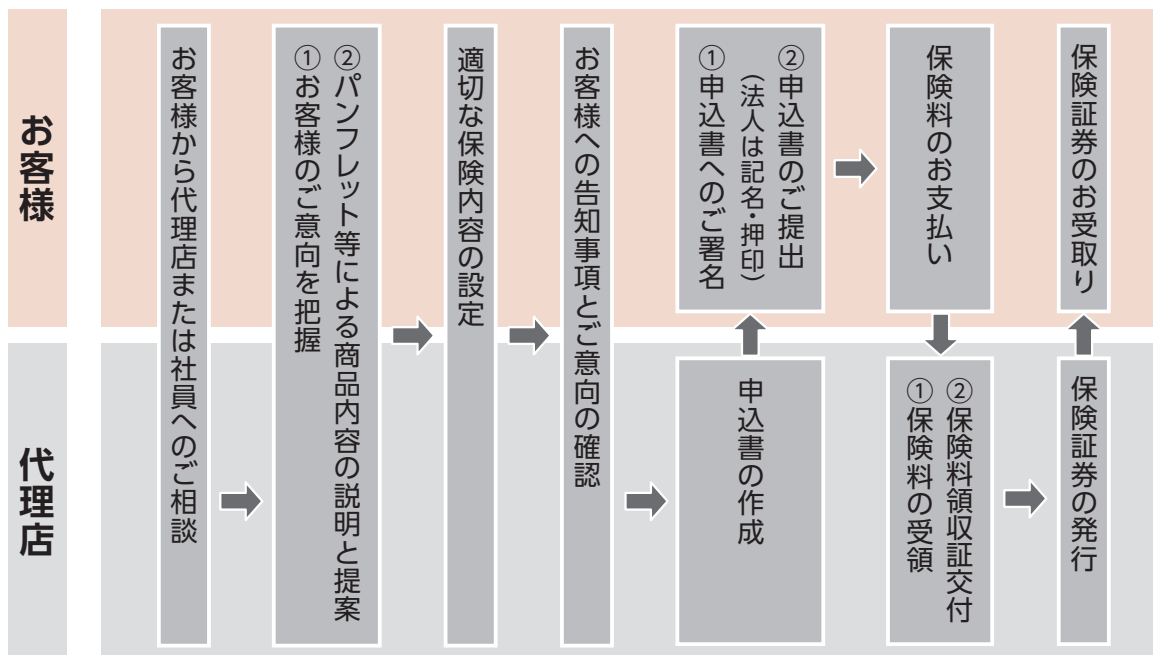 お客様
代理店
お客様から代理店または社員へのご相談
②パンフレット等による商品内容の説明と提案
①お客様のご意向を把握
適切な保険内容の設定
お客様への告知事項とご意向の確認
②申込書のご提出
（法人は記名・押印）
①申込書へのご署名
申込書の作成
保険料のお支払い
②保険料領収証交付
①保険料の受領
保険証券の発行
保険証券のお受取り